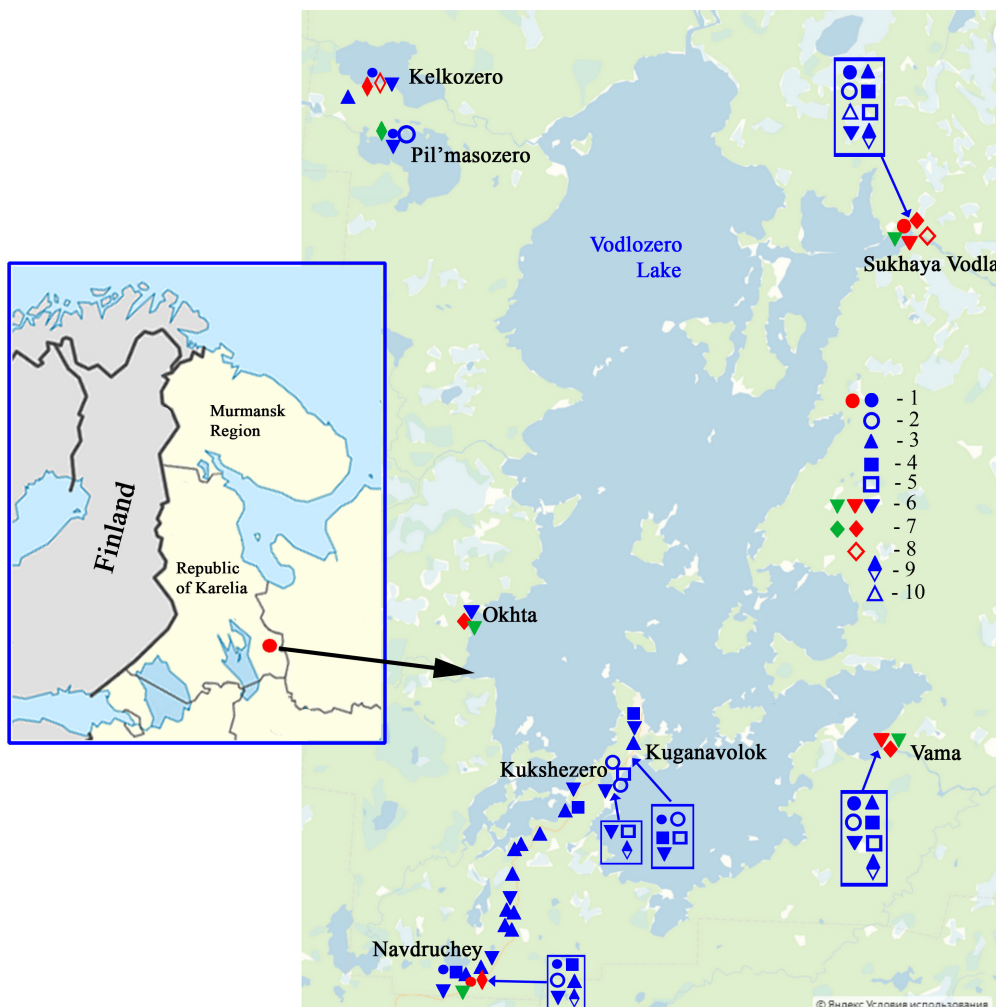 Kelkozero
Pil'masozero
Vodlozero
Lake
Sukhaya Vodla
Murmansk
Region
Finland
Republic
of Karelia
- 1
- 2
- 3
- 4
- 5
- 6
- 7
- 8
- 9
- 10
Okhta
Kuganavolok
Kukshezero
Vama
Navdruchey
© Яндекс Условия использования